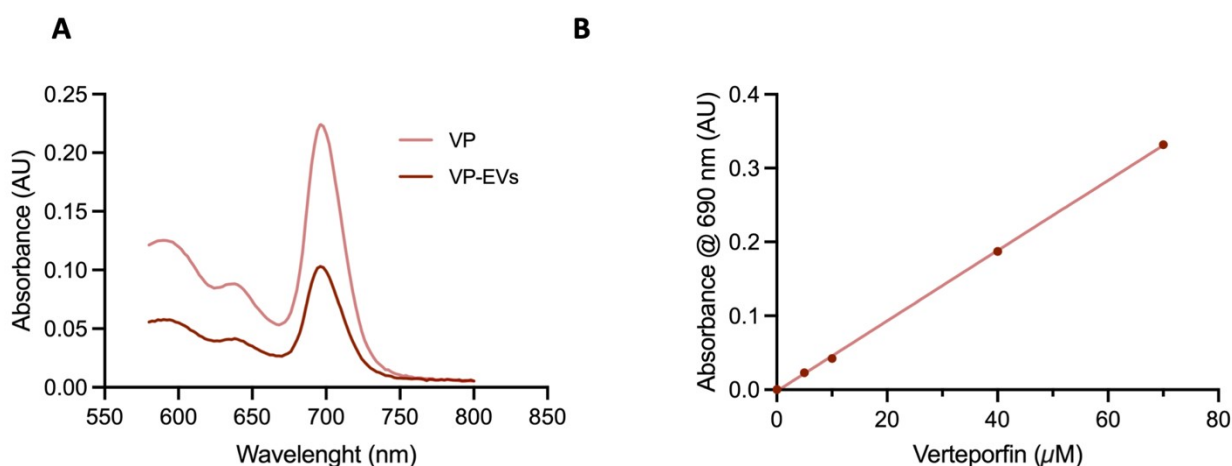 A
B
Absorbance (AU)
0.25
0.20
0.15
0.10
0.05
0.00
550
600
650
700
750
800
850
Wavelenght (nm)
VP
VP-EVs
Absorbance @ 690 nm (AU)
0.4
0.3
0.2
0.1
0.0
0
20
40
60
80
Verteporfin (µM)